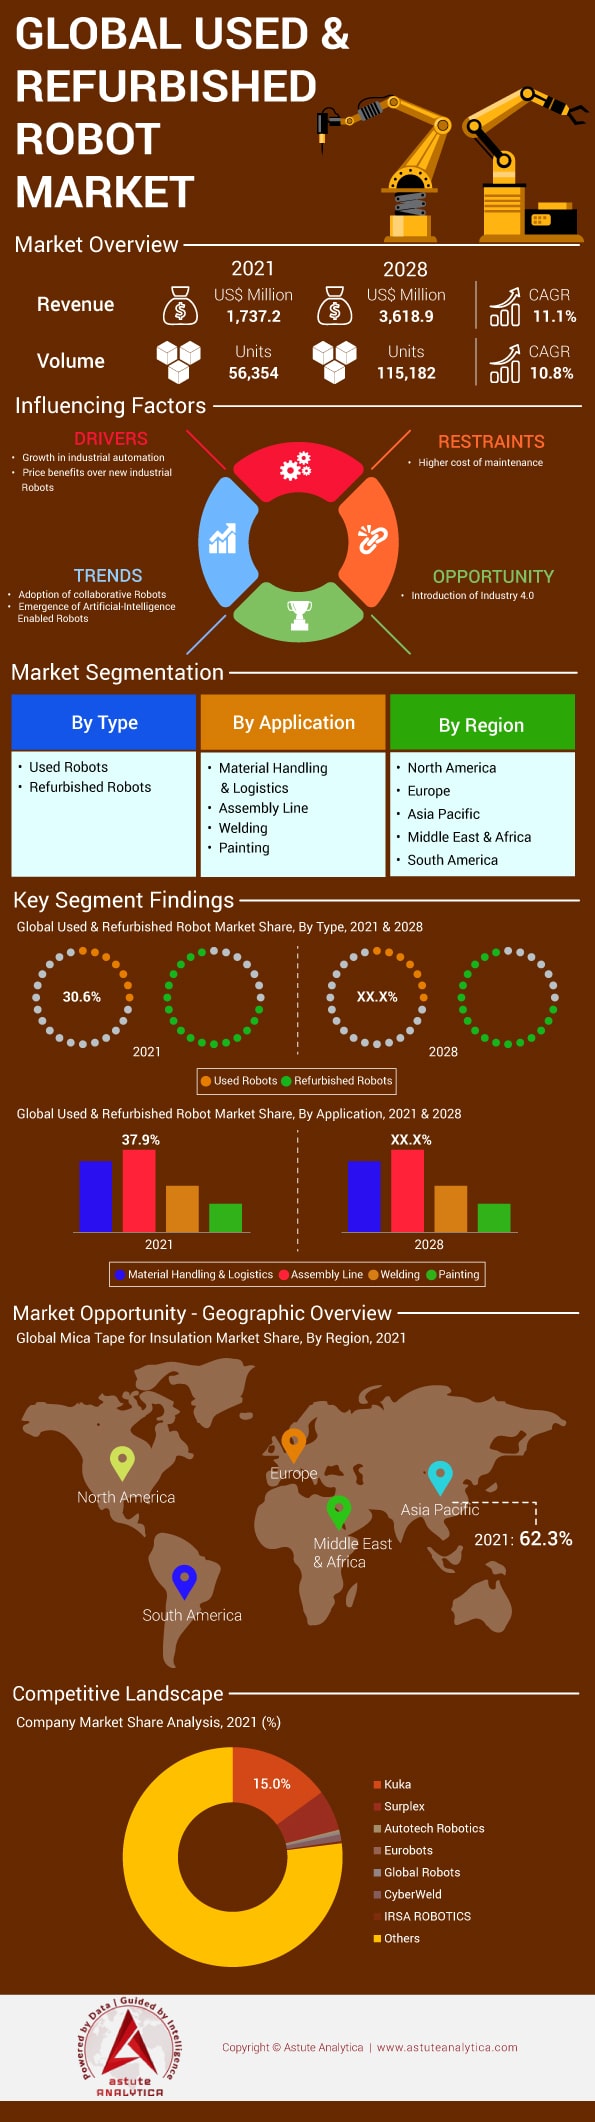 GLOBAL USED &
REFURBISHED
ROBOT
MARKET
Market Overview
2021
2028
Revenue
US$ Million
1,737.2
US$ Million
3,618.9
CAGR
11.1%
Volume
Units
56,354
Units
115,182
CAGR
10.8%
Influencing Factors
DRIVERS
• Growth in industrial automation
• Price benefits over new industrial
Robots
RESTRAINTS
• Higher cost of maintenance
TRENDS
• Adoption of collaborative Robots
• Emergence of Artificial-Intelligence
Enabled Robots
OPPORTUNITY
• Introduction of Industry 4.0
Market Segmentation
By Type
• Used Robots
• Refurbished Robots
By Application
• Material Handling
& Logistics
• Assembly Line
• Welding
• Painting
By Region
• North America
• Europe
• Asia Pacific
• Middle East & Africa
• South America
Key Segment Findings
Global Used & Refurbished Robot Market Share, By Type, 2021 & 2028
30.6%
XX.X%
2021
2028
Used Robots
Refurbished Robots
Global Used & Refurbished Robot Market Share, By Application, 2021 & 2028
37.9%
XX.X%
2021
2028
Material Handling & Logistics
Assembly Line
Welding
Painting
Market Opportunity - Geographic Overview
Global Mica Tape for Insulation Market Share, By Region, 2021
Europe
North America
Asia Pacific
2021: 62.3%
Middle East
& Africa
South America
Competitive Landscape
Company Market Share Analysis, 2021 (%)
15.0%
Kuka
Surplex
Autotech Robotics
Eurobots
Global Robots
CyberWeld
IRSA ROBOTICS
Others
Powered by Data | Guided by Intelligence
astute
ANALYTICA
Copyright © Astute Analytica | www.astuteanalytica.com